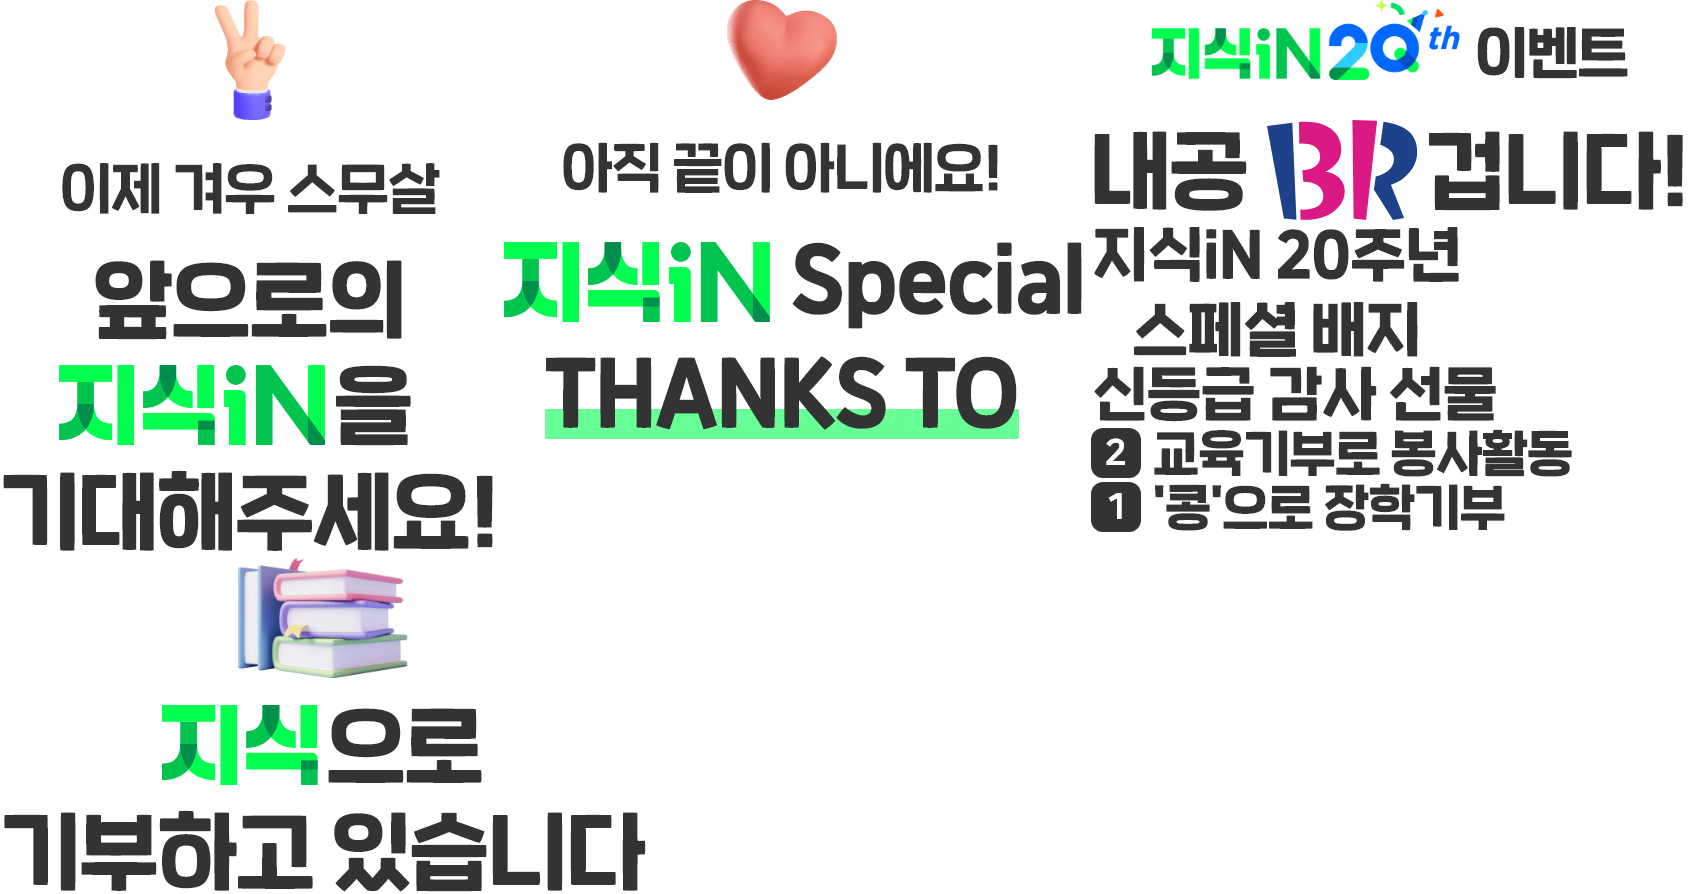 이제 겨우 스무살
앞으로의
지식iN을
기대해주세요!
지식으로
기부하고 있습니다
아직 끝이 아니에요!
지식iN Special
THANKS TO
지식iN 20th 이벤트
내공 BR 겁니다!
지식iN 20주년
스페셜 배지
신등급 감사 선물
2 교육기부로 봉사활동
1 '콩'으로 장학기부